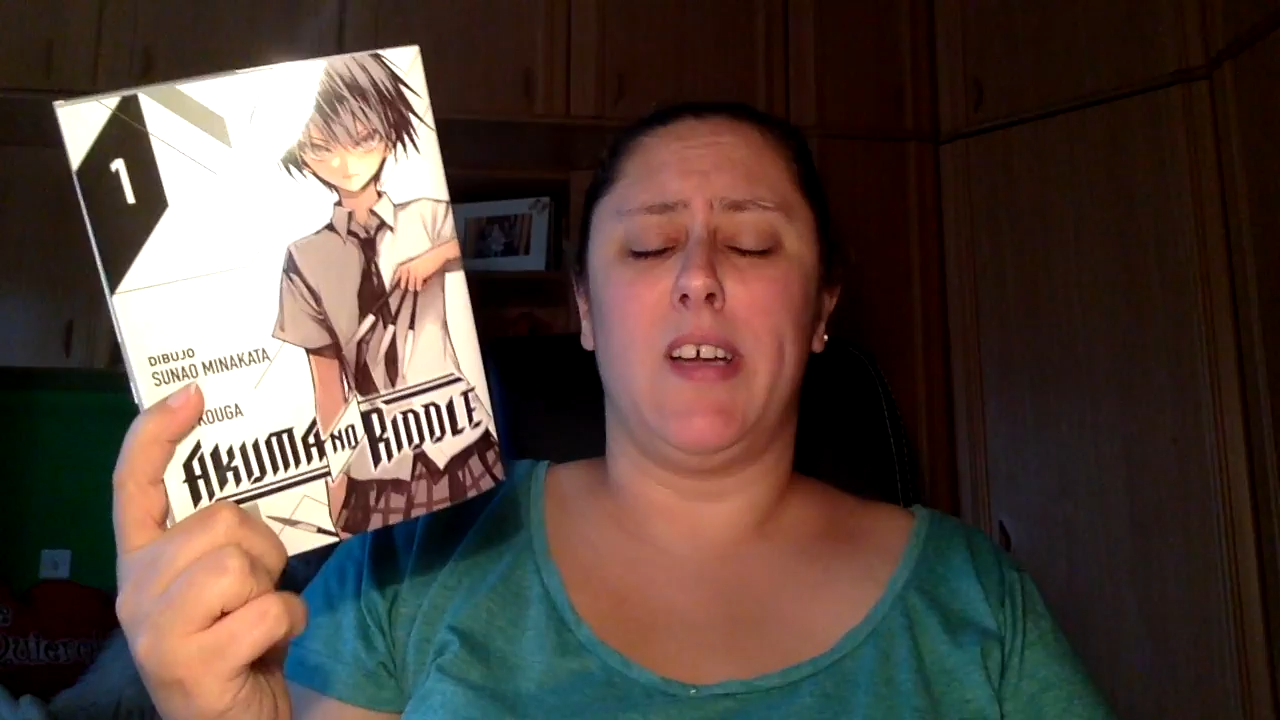 1
DIBUJO
SUNAO MINAKATA
KOUGA
AKUMA NO RIDDLE